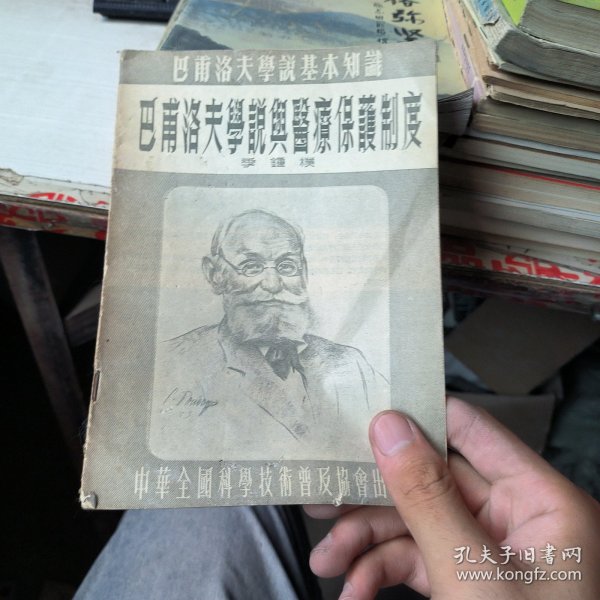 巴甫洛夫學說基本知識
巴甫洛夫學說與醫療保護制度
李鍾樸
中華全國科學技術普及協會出
孔夫子旧书网
www.kongfz.com